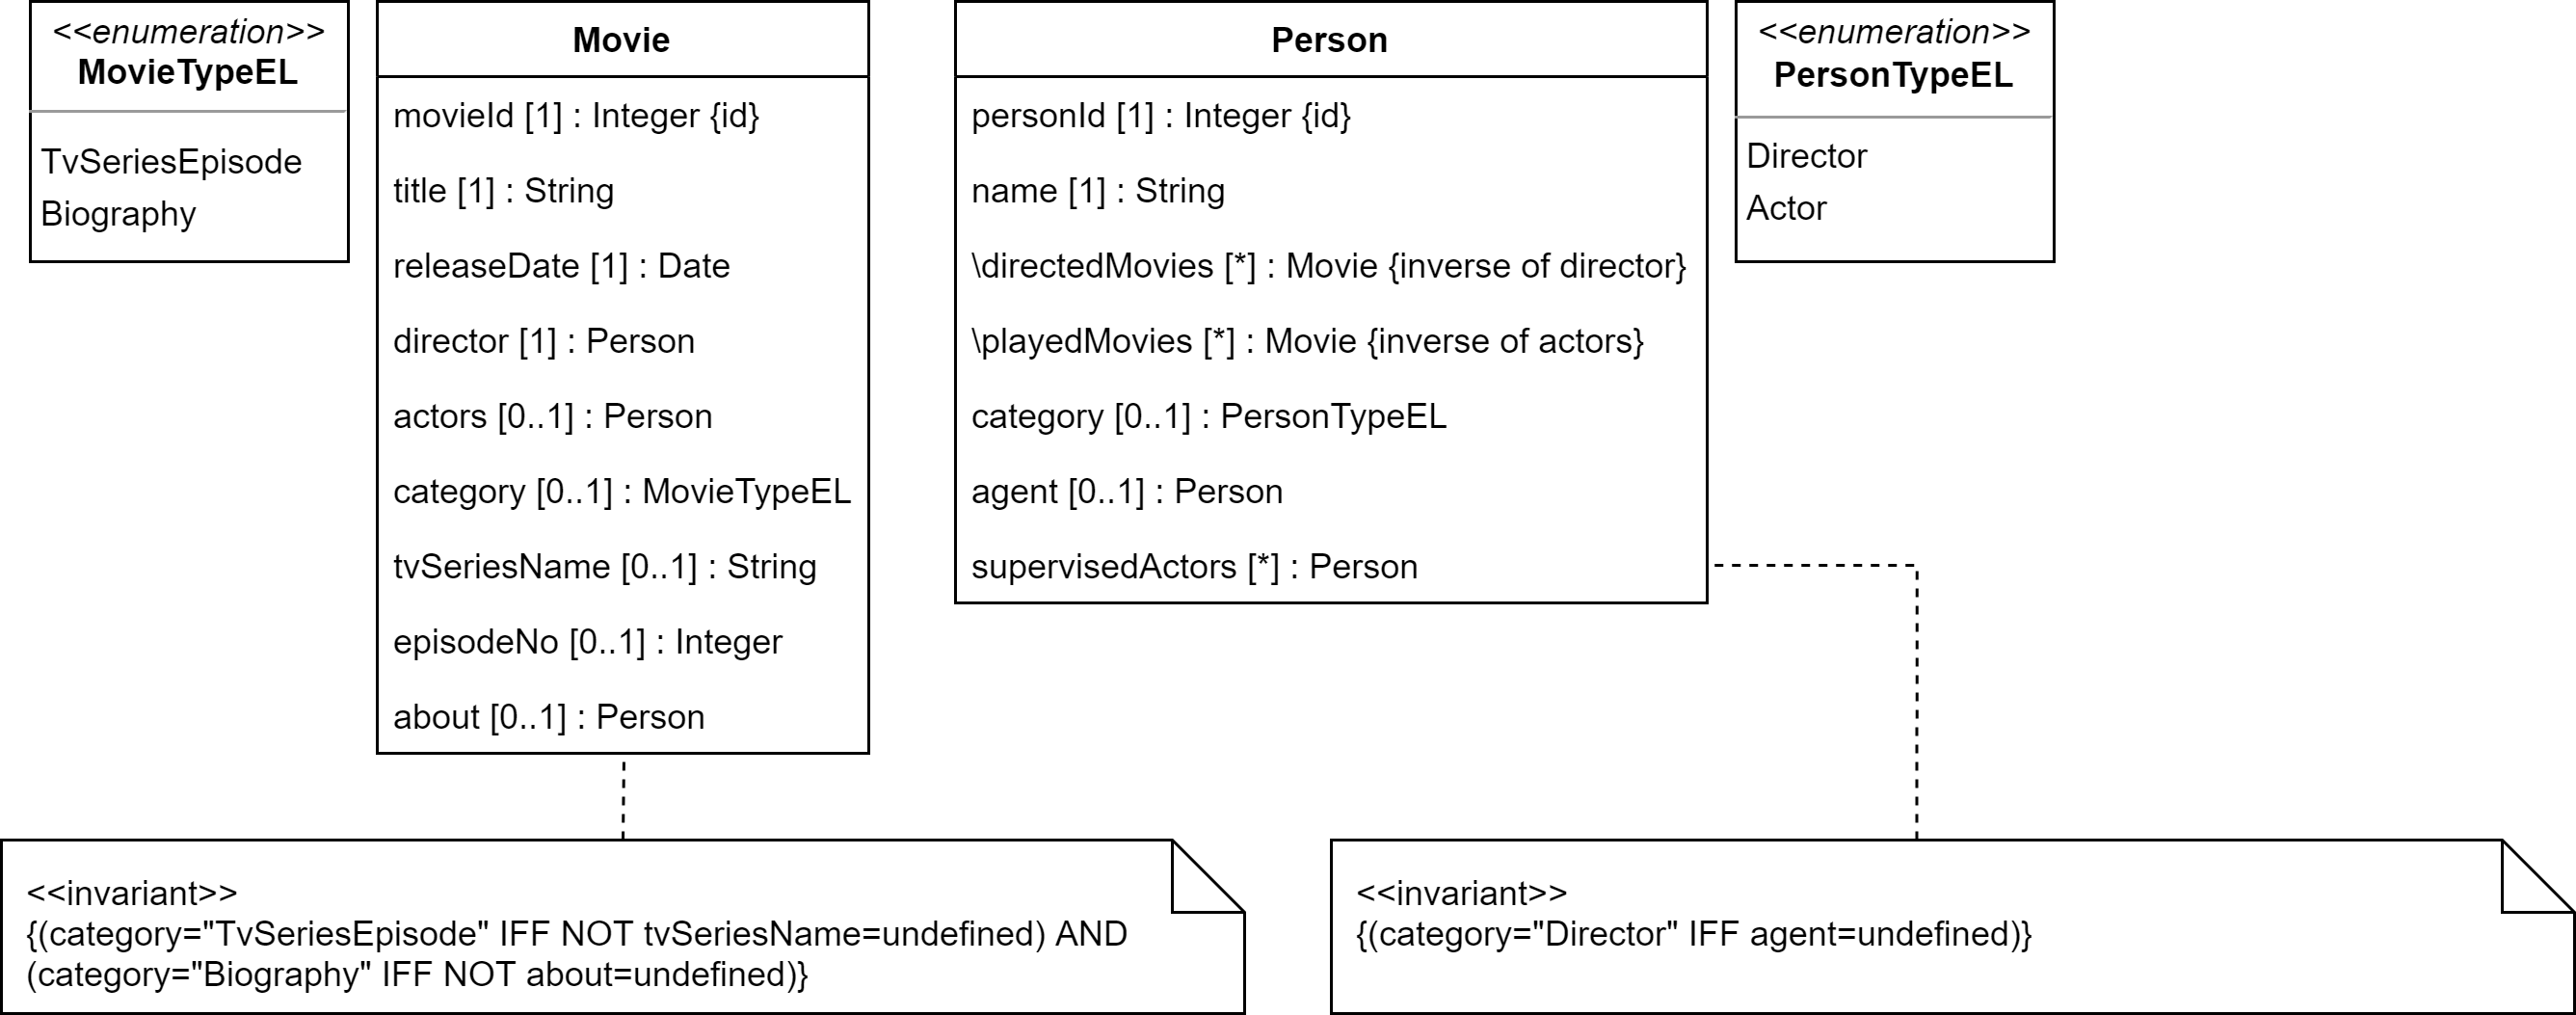 <<enumeration>>
MovieTypeEL
TvSeriesEpisode
Biography
Movie
movieId [1] : Integer {id}
title [1] : String
releaseDate [1] : Date
director [1] : Person
actors [0..1] : Person
category [0..1] : MovieTypeEL
tvSeriesName [0..1] : String
episodeNo [0..1] : Integer
about [0..1] : Person
Person
personId [1] : Integer {id}
name [1] : String
\directedMovies [*] : Movie {inverse of director}
\playedMovies [*] : Movie {inverse of actors}
category [0..1] : PersonTypeEL
agent [0..1] : Person
supervisedActors [*] : Person
<<enumeration>>
PersonTypeEL
Director
Actor
<<invariant>>
{(category="TvSeriesEpisode" IFF NOT tvSeriesName=undefined) AND
(category="Biography" IFF NOT about=undefined)}
<<invariant>>
{(category="Director" IFF agent=undefined)}